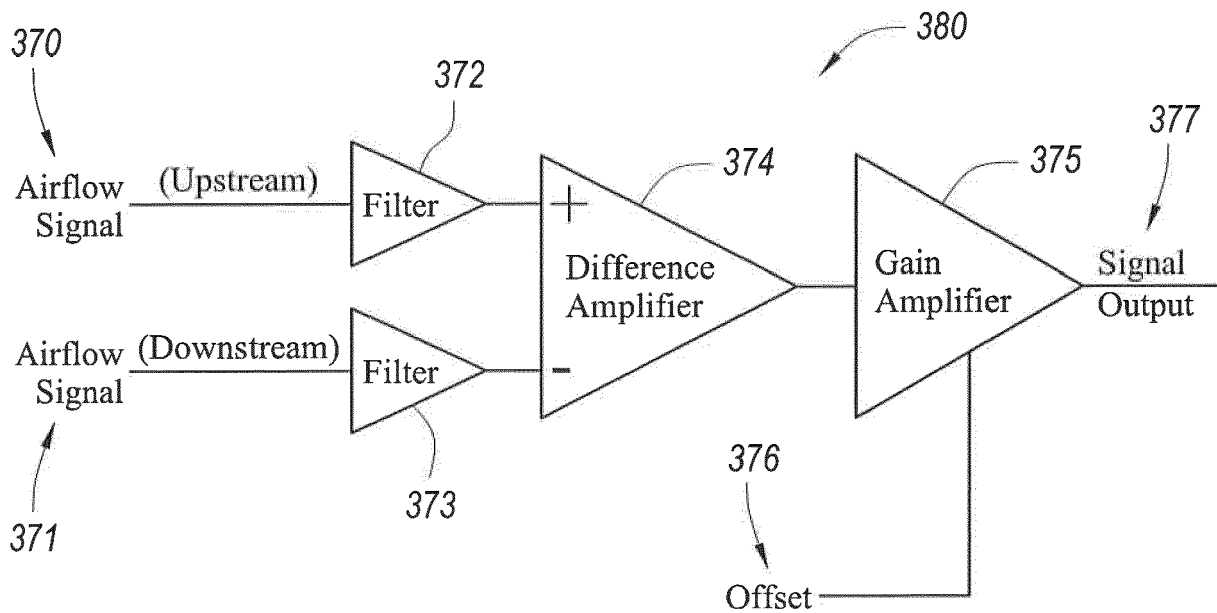 370
372
380
377
Airflow
Signal
(Upstream)
Filter
+
374
375
Difference
Amplifier
Gain
Amplifier
Signal
Output
Airflow
Signal
(Downstream)
Filter
-
371
373
376
Offset